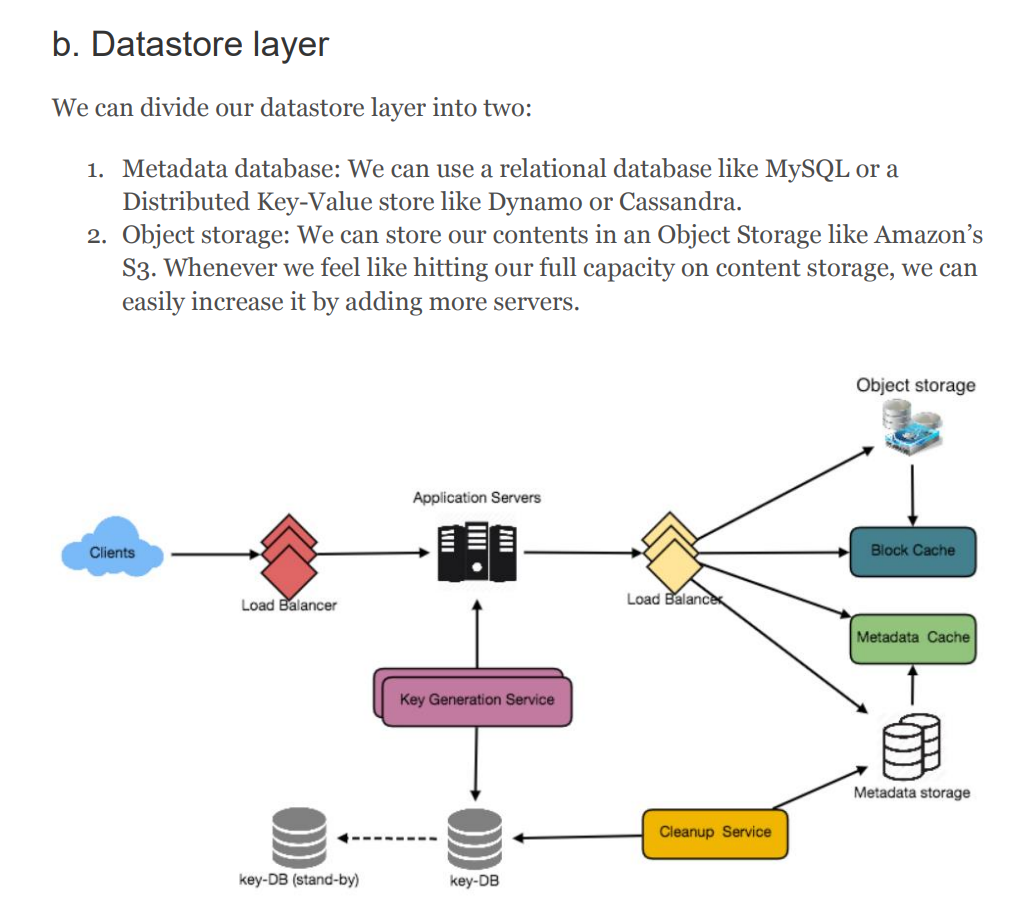 b. Datastore layer
We can divide our datastore layer into two:
1. Metadata database: We can use a relational database like MySQL or a
Distributed Key-Value store like Dynamo or Cassandra.
2. Object storage: We can store our contents in an Object Storage like Amazon’s
S3. Whenever we feel like hitting our full capacity on content storage, we can
easily increase it by adding more servers.
Object storage
Application Servers
Clients
Block Cache
Load Balancer
Load Balancer
Metadata Cache
Key Generation Service
Metadata storage
Cleanup Service
key-DB (stand-by)
key-DB